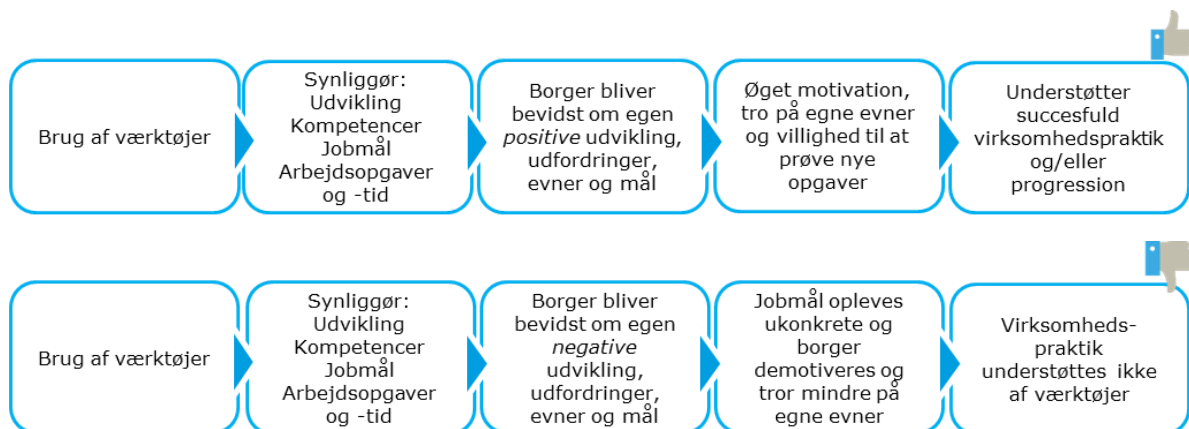 Brug af værktøjer
Synliggør:
Udvikling
Kompetencer
Jobmål
Arbejdsopgaver
og -tid
Borger bliver
bevidst om egen
positive udvikling,
udfordringer,
evner og mål
Øget motivation,
tro på egne evner
og villighed til at
prøve nye
opgaver
Understøtter
succesfuld
virksomhedspraktik
og/eller
progression
Brug af værktøjer
Synliggør:
Udvikling
Kompetencer
Jobmål
Arbejdsopgaver
og -tid
Borger bliver
bevidst om egen
negative
udvikling,
udfordringer,
evner og mål
Jobmål opleves
ukonkrete og
borger
demotiveres og
tror mindre på
egne evner
Virksomheds-
praktik
understøttes ikke
af værktøjer